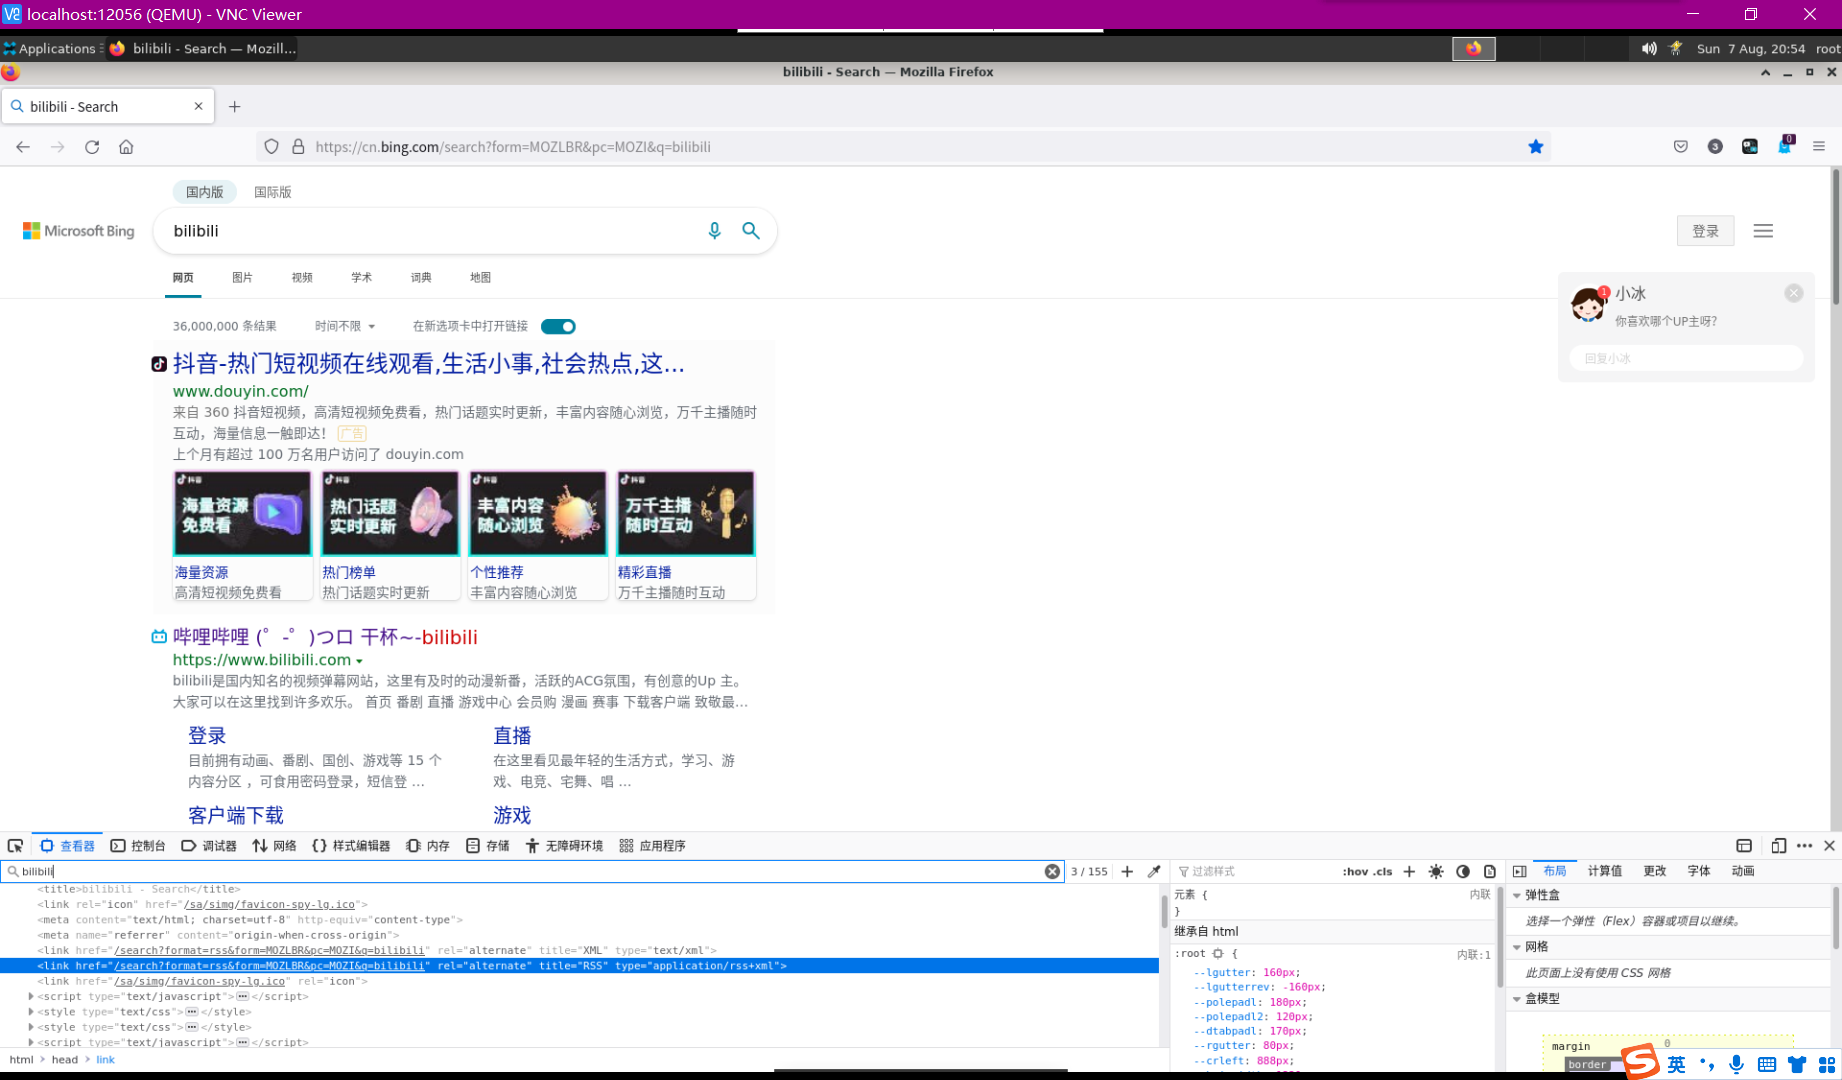 localhost:12056 (QEMU) - VNC Viewer
Applications
bilibili - Search — Mozill...
Sun 7 Aug, 20:54 root
bilibili - Search — Mozilla Firefox
bilibili - Search
https://cn.bing.com/search?form=MOZLBR&pc=MOZI&q=bilibili
3
0
国内版 国际版
Microsoft Bing
bilibili
登录
网页 图片 视频 学术 词典 地图
1
小冰
你喜欢哪个UP主呀?
回复小冰
36,000,000 条结果 时间不限 在新选项卡中打开链接
抖音-热门短视频在线观看,生活小事,社会热点,这...
www.douyin.com/
来自 360 抖音短视频，高清短视频免费看，热门话题实时更新，丰富内容随心浏览，万千主播随时
互动，海量信息一触即达！ 广告
上个月有超过 100 万名用户访问了 douyin.com
抖音 抖音 抖音 抖音
海量资源 热门话题 丰富内容 万千主播
免费看 实时更新 随心浏览 随时互动
海量资源 热门榜单 个性推荐 精彩直播
高清短视频免费看 热门话题实时更新 丰富内容随心浏览 万千主播随时互动
哔哩哔哩 (゜-゜)つロ 干杯~-bilibili
https://www.bilibili.com
bilibili是国内知名的视频弹幕网站，这里有及时的动漫新番，活跃的ACG氛围，有创意的Up 主。
大家可以在这里找到许多欢乐。 首页 番剧 直播 游戏中心 会员购 漫画 赛事 下载客户端 致敬最…
登录 直播
目前拥有动画、番剧、国创、游戏等 15 个 在这里看见最年轻的生活方式，学习、游
内容分区 ，可食用密码登录，短信登 … 戏、电竞、宅舞、唱 …
客户端下载 游戏
查看器 控制台 调试器 网络 样式编辑器 内存 存储 无障碍环境 应用程序
bilibili
3 / 155
过滤样式
:hov .cls
布局 计算值 更改 字体 动画
<title>bilibili - Search</title>
<link rel="icon" href="/sa/simg/favicon-spy-lg.ico">
<meta content="text/html; charset=utf-8" http-equiv="content-type">
<meta name="referrer" content="origin-when-cross-origin">
<link href="/search?format=rss&form=MOZLBR&pc=MOZI&q=bilibili" rel="alternate" title="XML" type="text/xml">
<link href="/search?format=rss&form=MOZLBR&pc=MOZI&q=bilibili" rel="alternate" title="RSS" type="application/rss+xml">
<link href="/sa/simg/favicon-spy-lg.ico" rel="icon">
<script type="text/javascript">⋯</script>
<style type="text/css">⋯</style>
<style type="text/css">⋯</style>
<script type="text/javascript">⋯</script>
html > head > link
元素 { 内联
}
继承自 html
:root { 内联:1
--lgutter: 160px;
--lgutterrev: -160px;
--polepadl: 180px;
--polepadl2: 120px;
--dtabpadl: 170px;
--rgutter: 80px;
--crleft: 888px;
弹性盒
选择一个弹性（Flex）容器或项目以继续。
网格
此页面上没有使用 CSS 网格
盒模型
margin 0
border
英